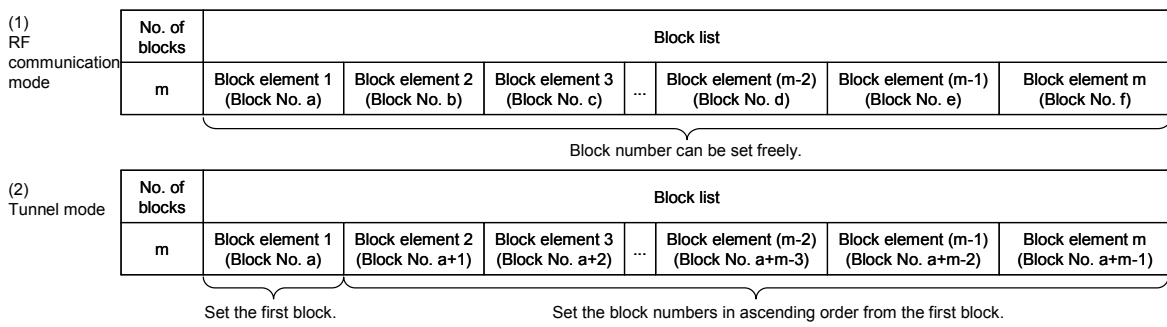 (1)
RF
communication
mode
No. of
blocks
Block list
m
Block element 1
(Block No. a)
Block element 2
(Block No. b)
Block element 3
(Block No. c)
...
Block element (m-2)
(Block No. d)
Block element (m-1)
(Block No. e)
Block element m
(Block No. f)
Block number can be set freely.
(2)
Tunnel mode
No. of
blocks
Block list
m
Block element 1
(Block No. a)
Block element 2
(Block No. a+1)
Block element 3
(Block No. a+2)
...
Block element (m-2)
(Block No. a+m-3)
Block element (m-1)
(Block No. a+m-2)
Block element m
(Block No. a+m-1)
Set the first block.
Set the block numbers in ascending order from the first block.